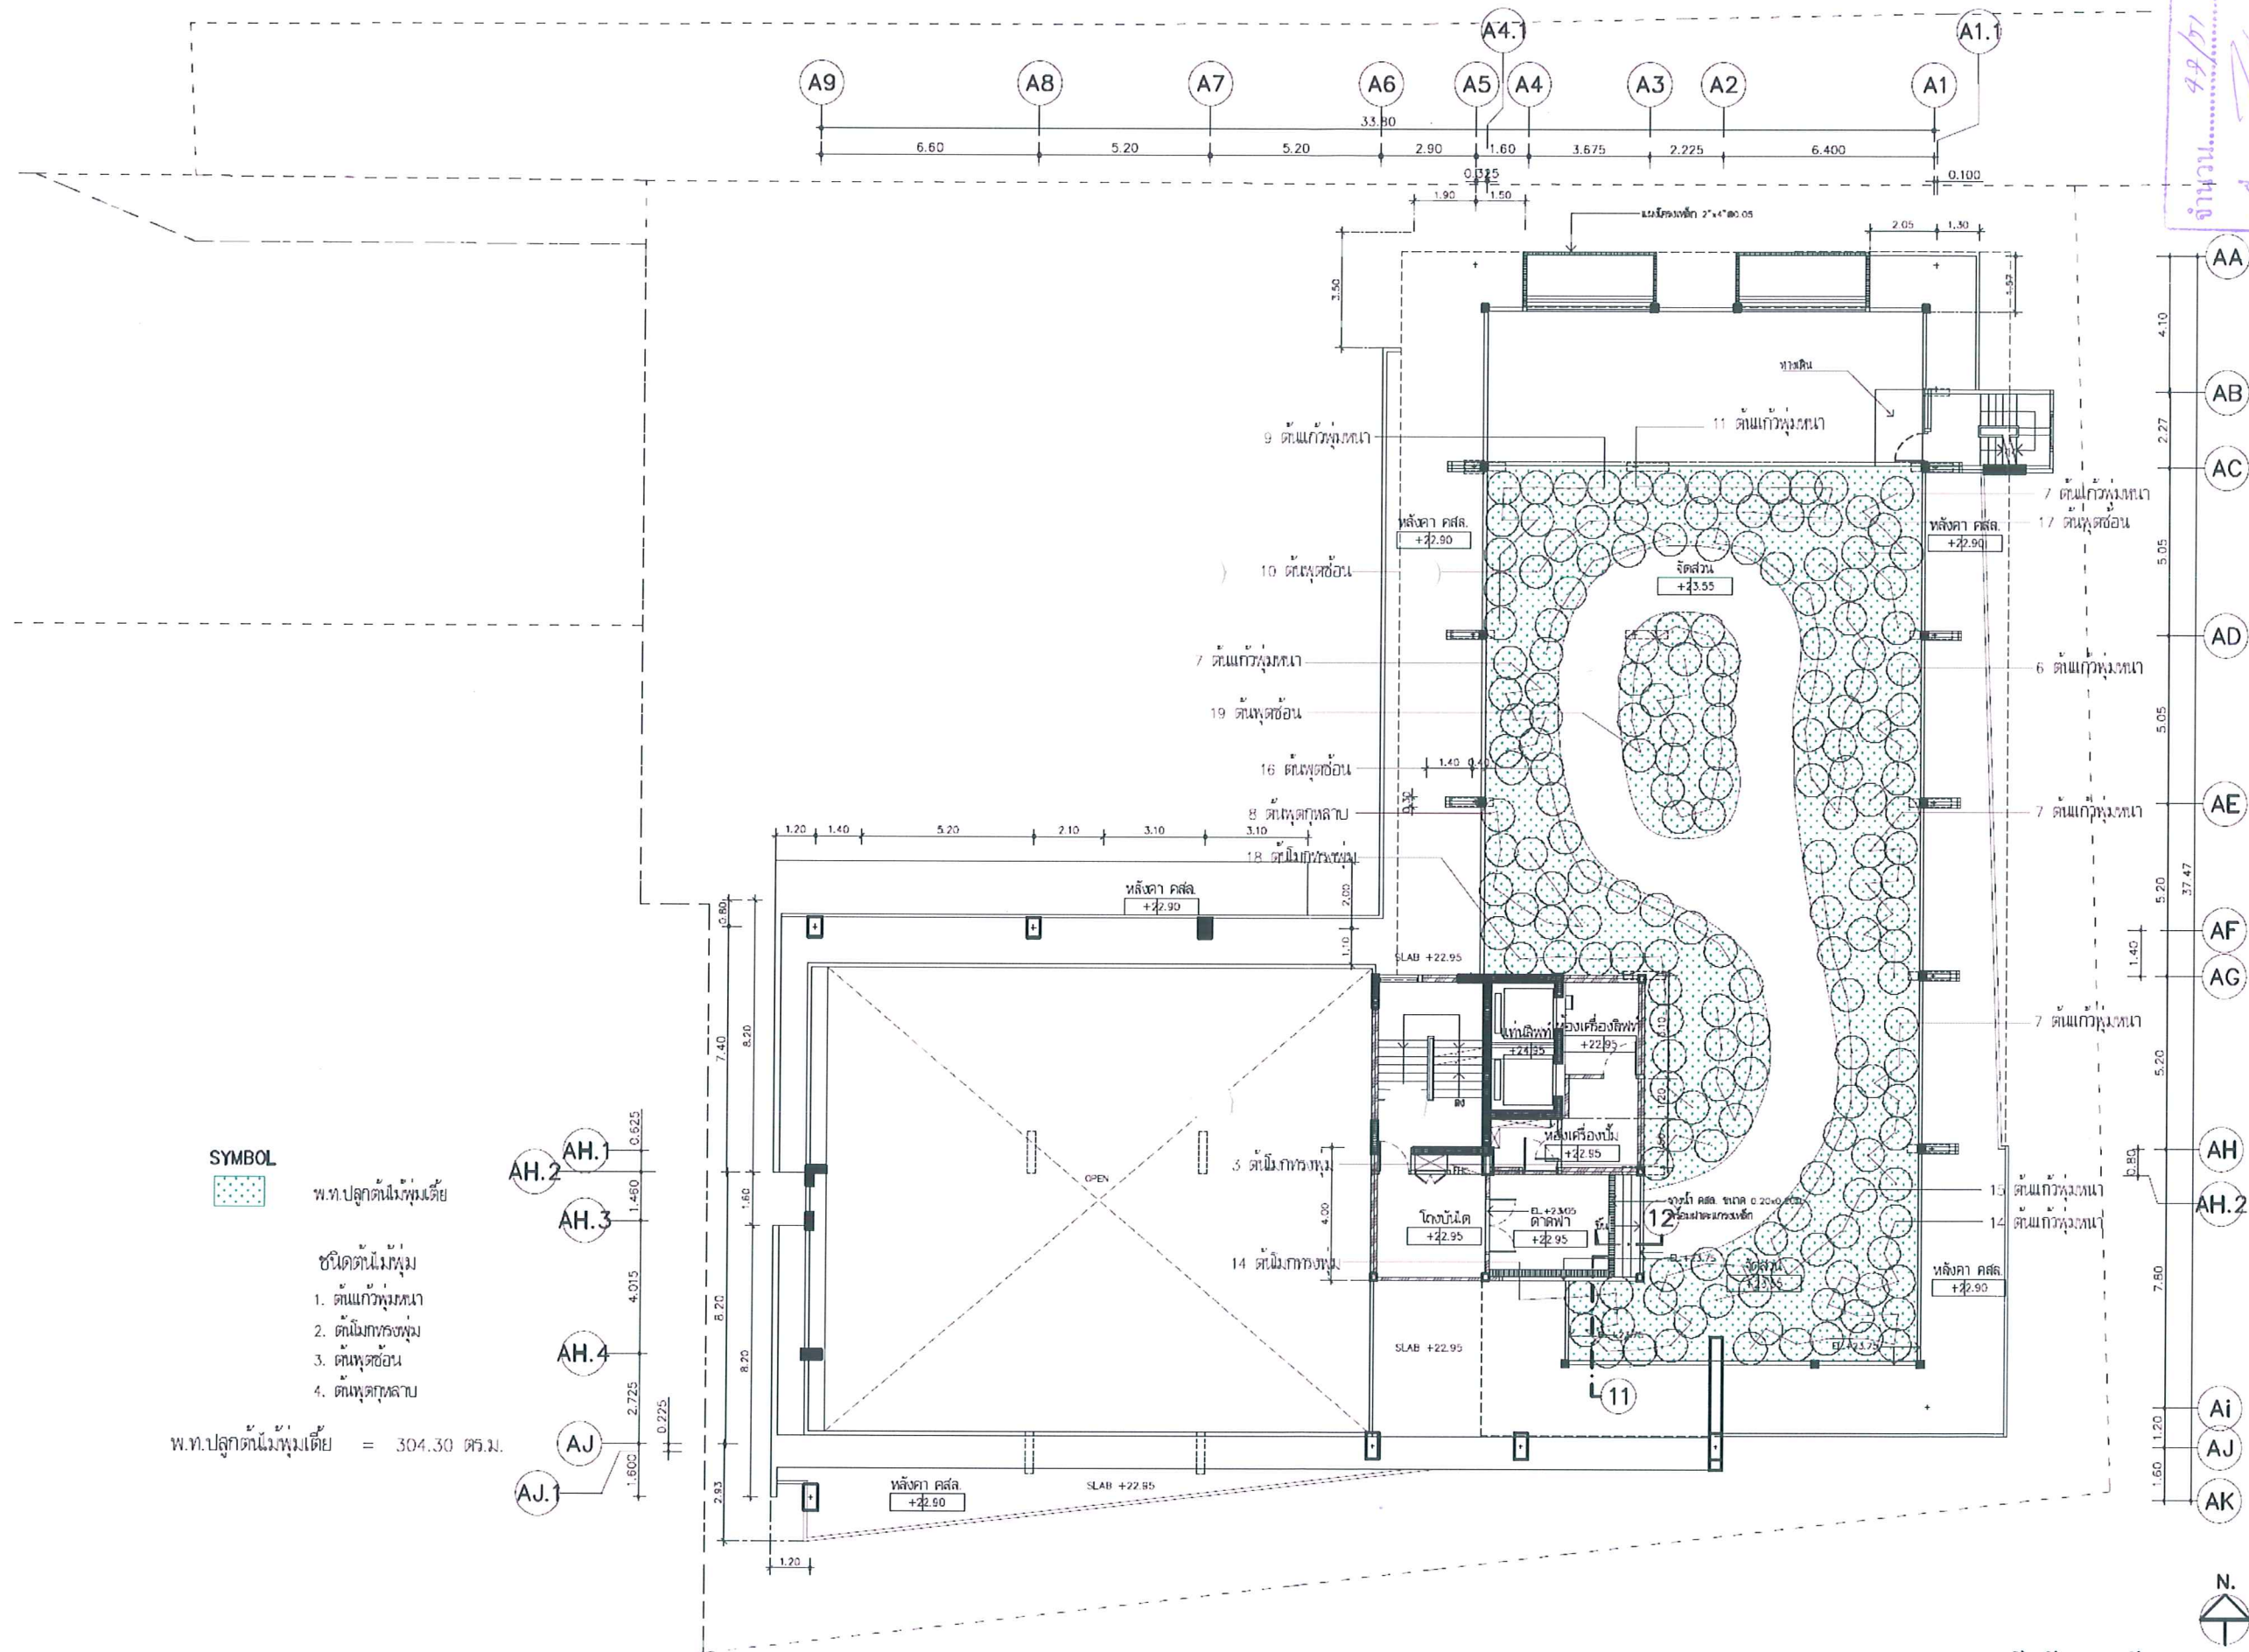 A4.1
A1.1
A9
A8
A7
A6
A5
A4
A3
A2
A1
33.80
6.60
5.20
5.20
2.90
1.60
3.675
2.225
6.400
0.325
0.100
1.90
1.50
2.05
1.30
3.50
จำนวน
AA
4.10
AB
2.27
AC
5.05
AD
5.05
AE
5.20
37.47
AF
1.40
AG
5.20
AH
0.80
AH.2
7.80
Ai
1.20
AJ
1.60
AK
ทางเดิน
9 ต้นแก้วพุ่มหนา
11 ต้นแก้วพุ่มหนา
7 ต้นแก้วพุ่มหนา
17 ต้นพุดซ้อน
หลังคา คสล.
+22.90
หลังคา คสล.
+22.90
10 ต้นพุดซ้อน
จัดสวน
+23.55
7 ต้นแก้วพุ่มหนา
6 ต้นแก้วพุ่มหนา
19 ต้นพุดซ้อน
16 ต้นพุดซ้อน
1.40
8 ต้นพุดกุหลาบ
7 ต้นแก้วพุ่มหนา
1.20
1.40
5.20
2.10
3.10
3.10
18 ต้นโมกทรงพุ่ม
หลังคา คสล.
+22.90
2.00
0.80
1.10
SLAB +22.95
7.40
8.20
แท่นลิฟท์
+24.95
ห้องเครื่องลิฟท์
+22.95
7 ต้นแก้วพุ่มหนา
ห้องเครื่องปั๊ม
+22.95
OPEN
3 ต้นโมกทรงพุ่ม
15 ต้นแก้วพุ่มหนา
14 ต้นแก้วพุ่มหนา
4.00
โถงบันได
+22.95
EL.+23.05
ดาดฟ้า
+22.95
12
14 ต้นโมกทรงพุ่ม
จัดสวน
หลังคา คสล.
+22.90
SLAB +22.95
EL.+23.75
11
SYMBOL
พ.ท.ปลูกต้นไม้พุ่มเตี้ย
ชนิดต้นไม้พุ่ม
1. ต้นแก้วพุ่มหนา
2. ต้นโมกทรงพุ่ม
3. ต้นพุดซ้อน
4. ต้นพุดกุหลาบ
พ.ท.ปลูกต้นไม้พุ่มเตี้ย = 304.30 ตร.ม.
AH.1
AH.2
AH.3
AH.4
AJ
AJ.1
0.625
1.460
4.015
2.725
0.225
1.600
1.60
8.20
8.20
2.93
1.20
หลังคา คสล.
+22.90
SLAB +22.95
N.